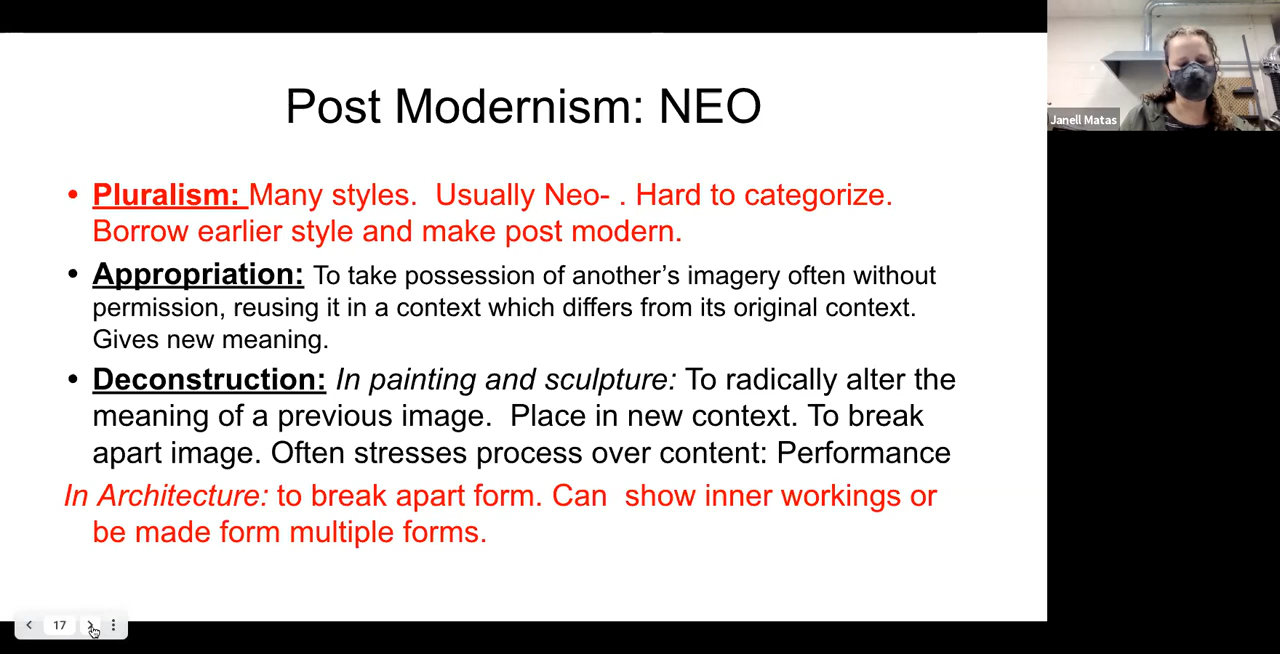 Post Modernism: NEO
• Pluralism: Many styles.  Usually Neo- . Hard to categorize.
Borrow earlier style and make post modern.
• Appropriation: To take possession of another’s imagery often without
permission, reusing it in a context which differs from its original context.
Gives new meaning.
• Deconstruction: In painting and sculpture: To radically alter the
meaning of a previous image.  Place in new context. To break
apart image. Often stresses process over content: Performance
In Architecture: to break apart form. Can  show inner workings or
be made form multiple forms.
Janell Matas
17